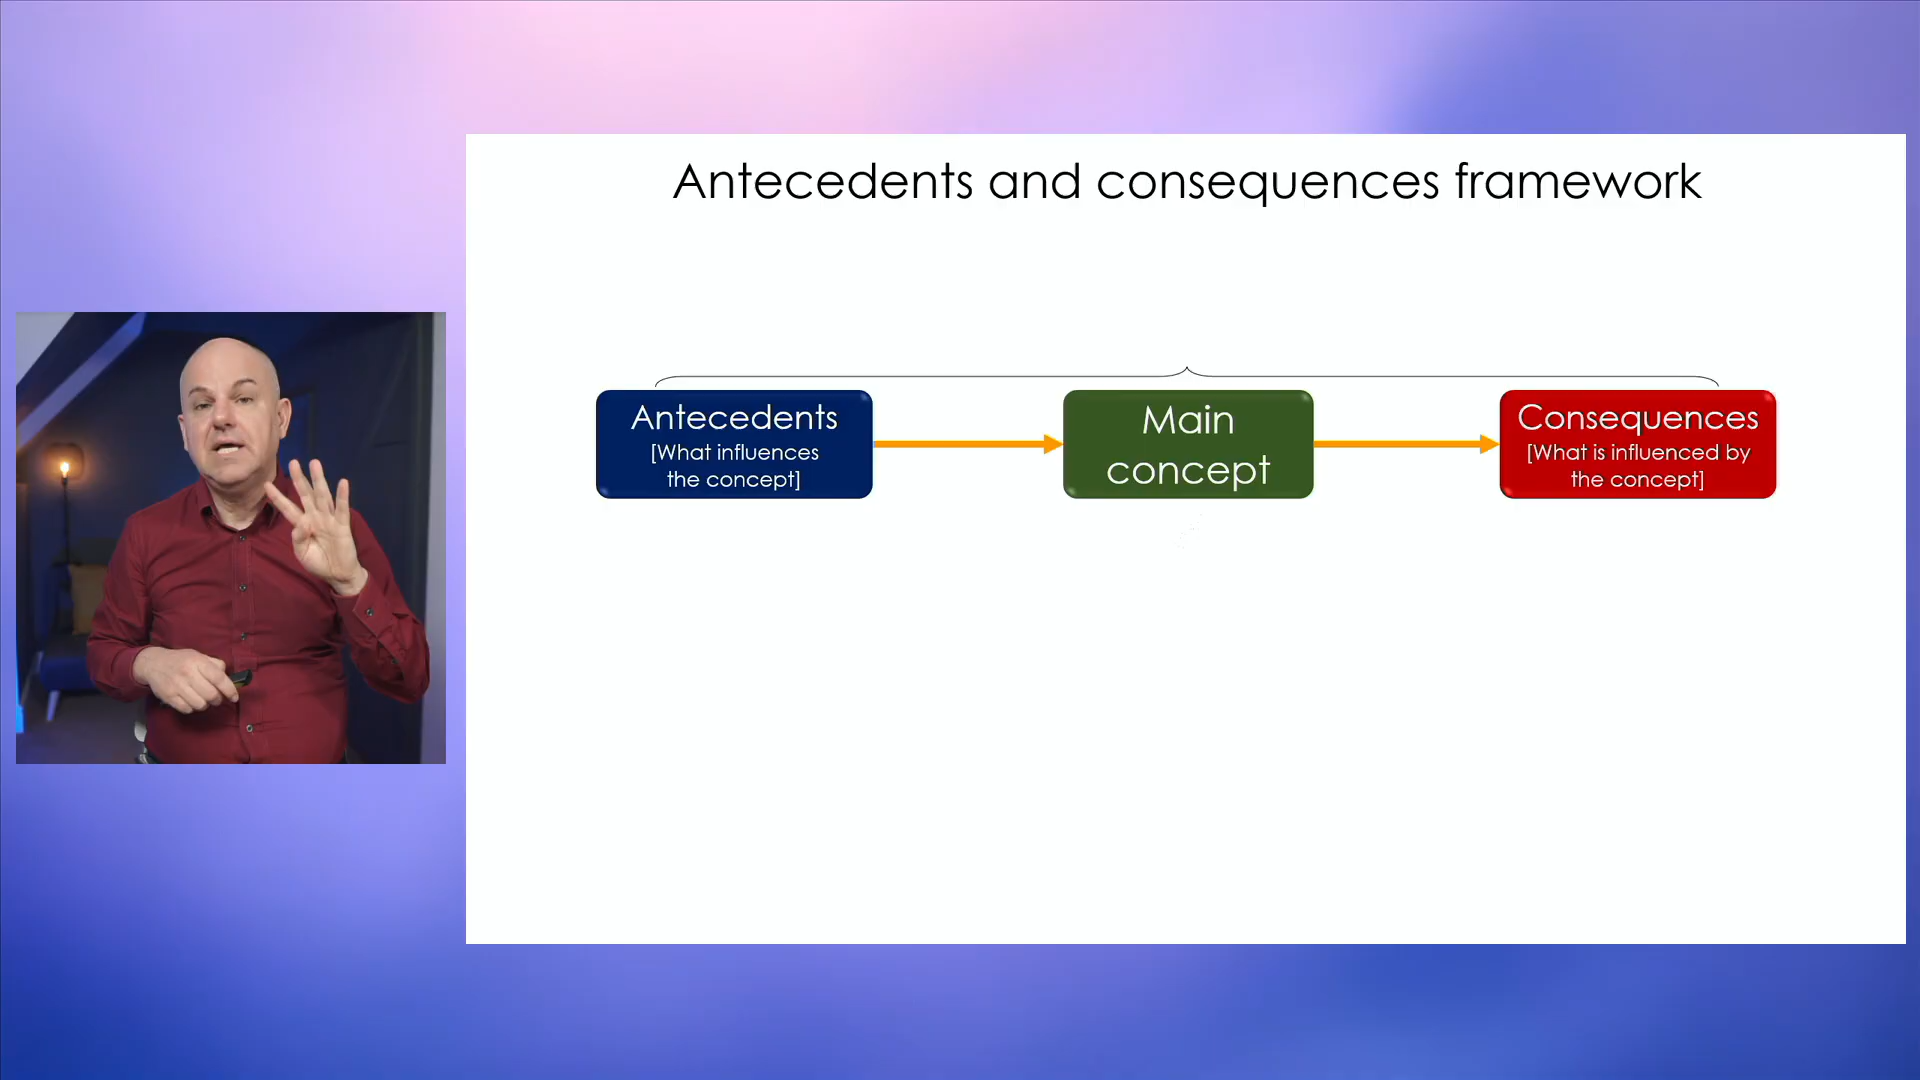 Antecedents and consequences framework
Antecedents
[What influences
the concept]
Main
concept
Consequences
[What is influenced by
the concept]